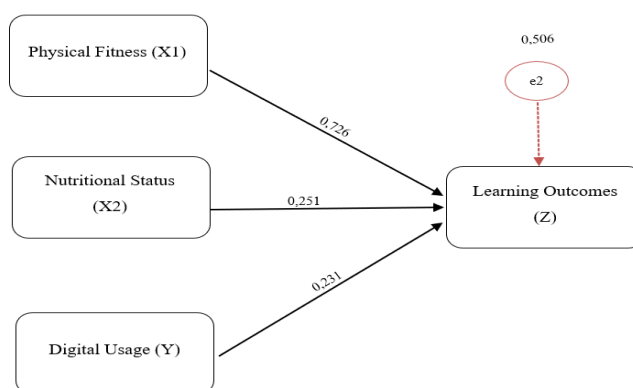 Physical Fitness (X1)
0,506
e2
0,726
Nutritional Status
(X2)
0,251
Learning Outcomes
(Z)
0,231
Digital Usage (Y)